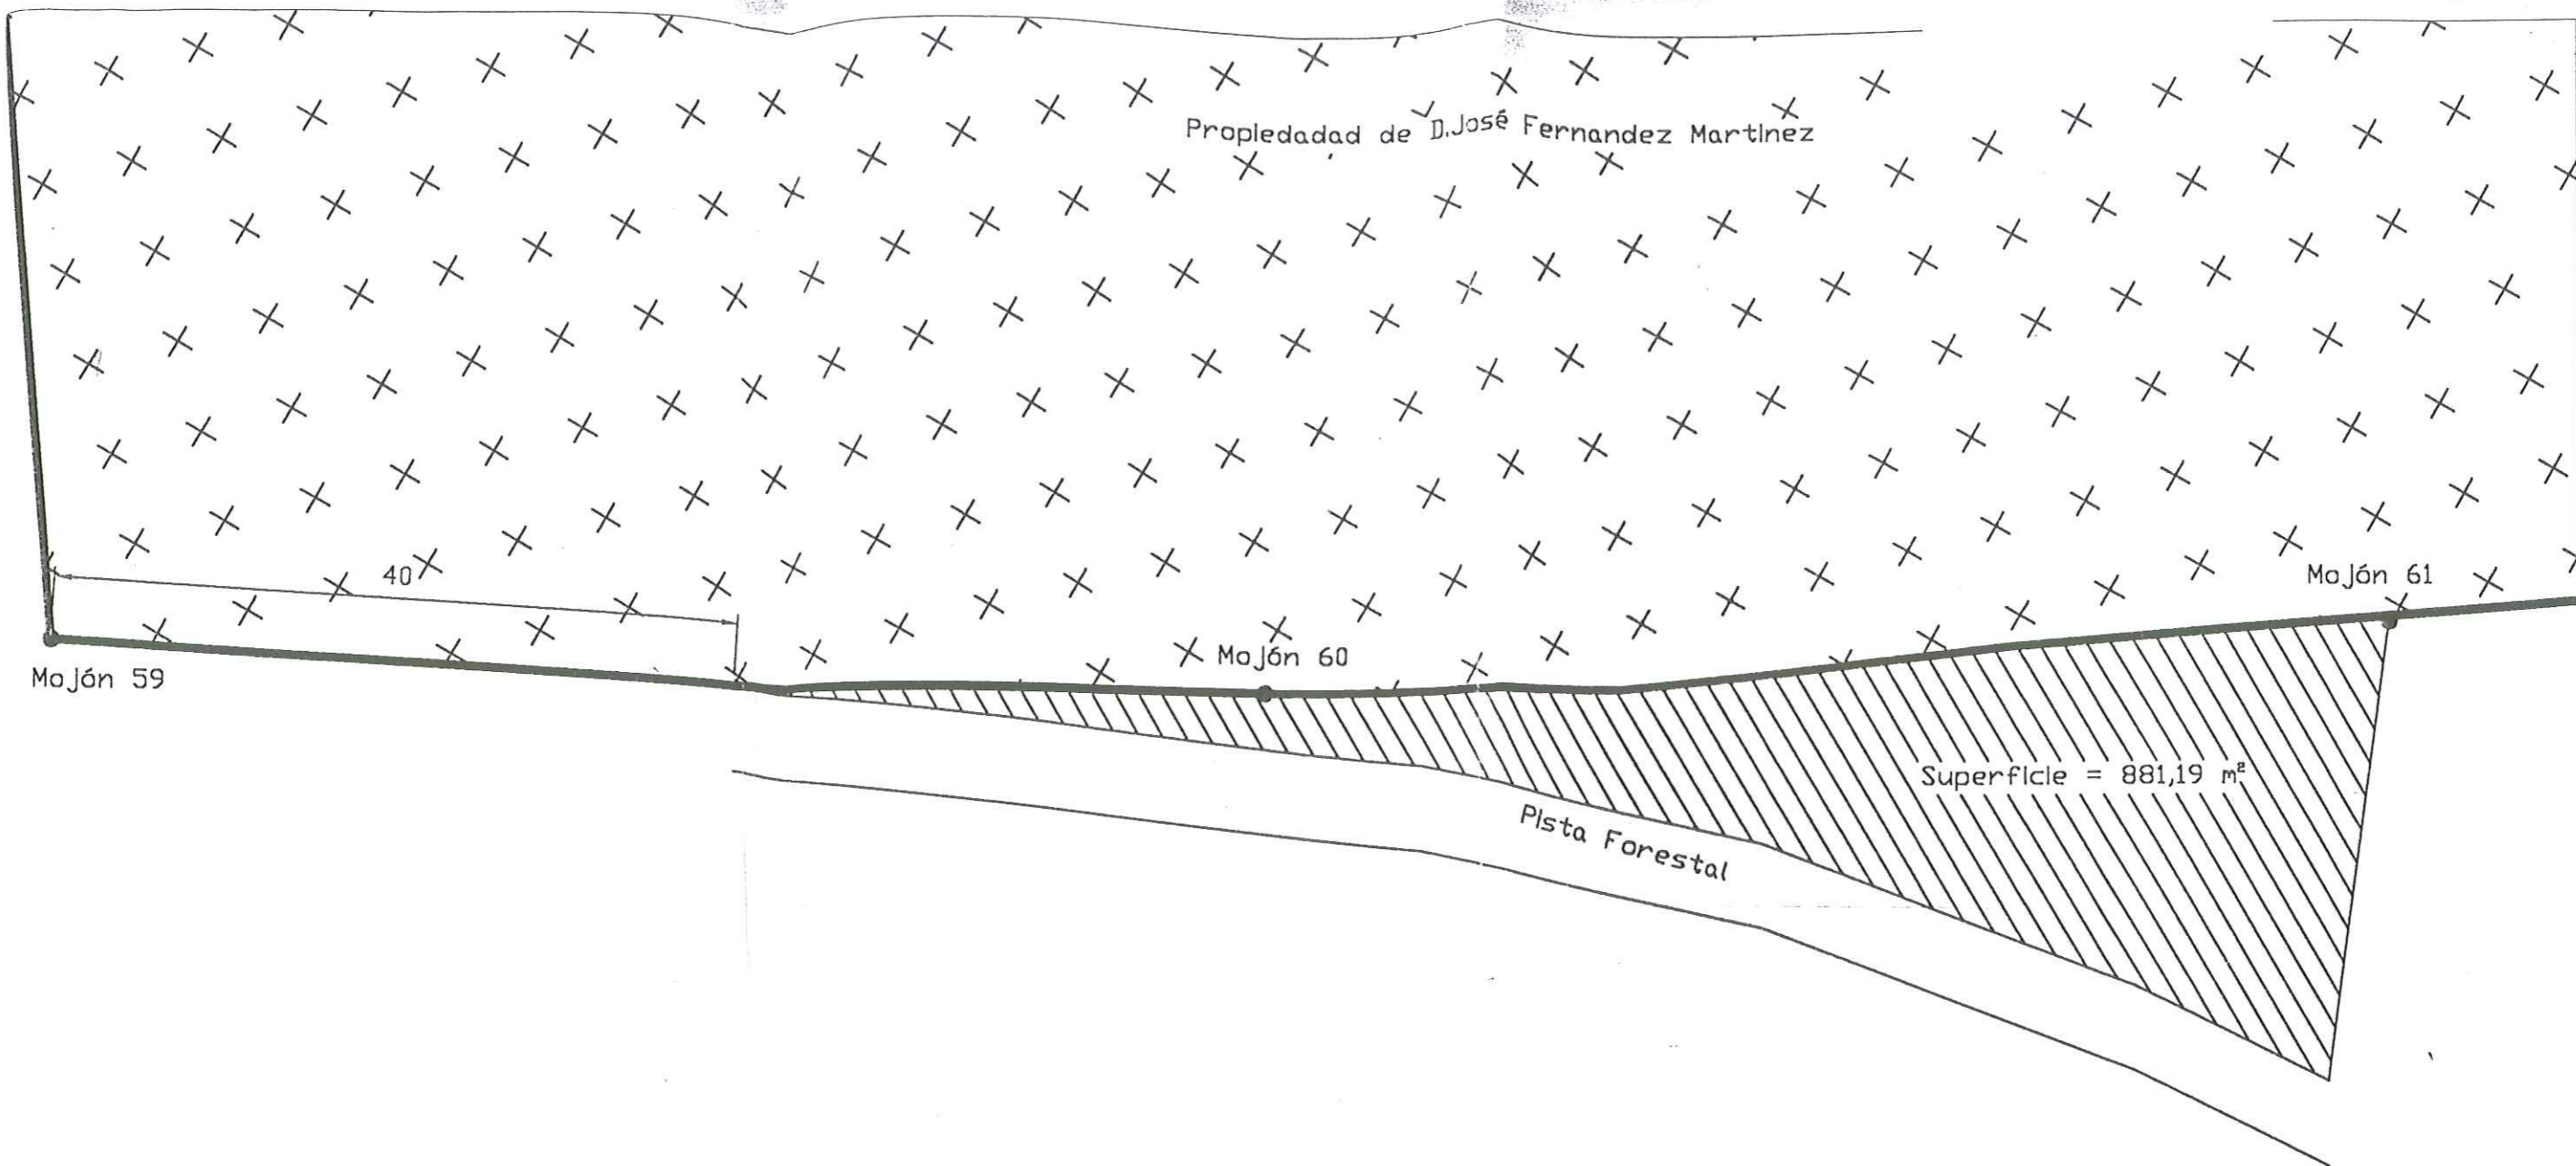 Propiedadad de D.José Fernandez Martinez
40
Mojón 61
Mojón 60
Mojón 59
Superficie = 881,19 m²
Pista Forestal